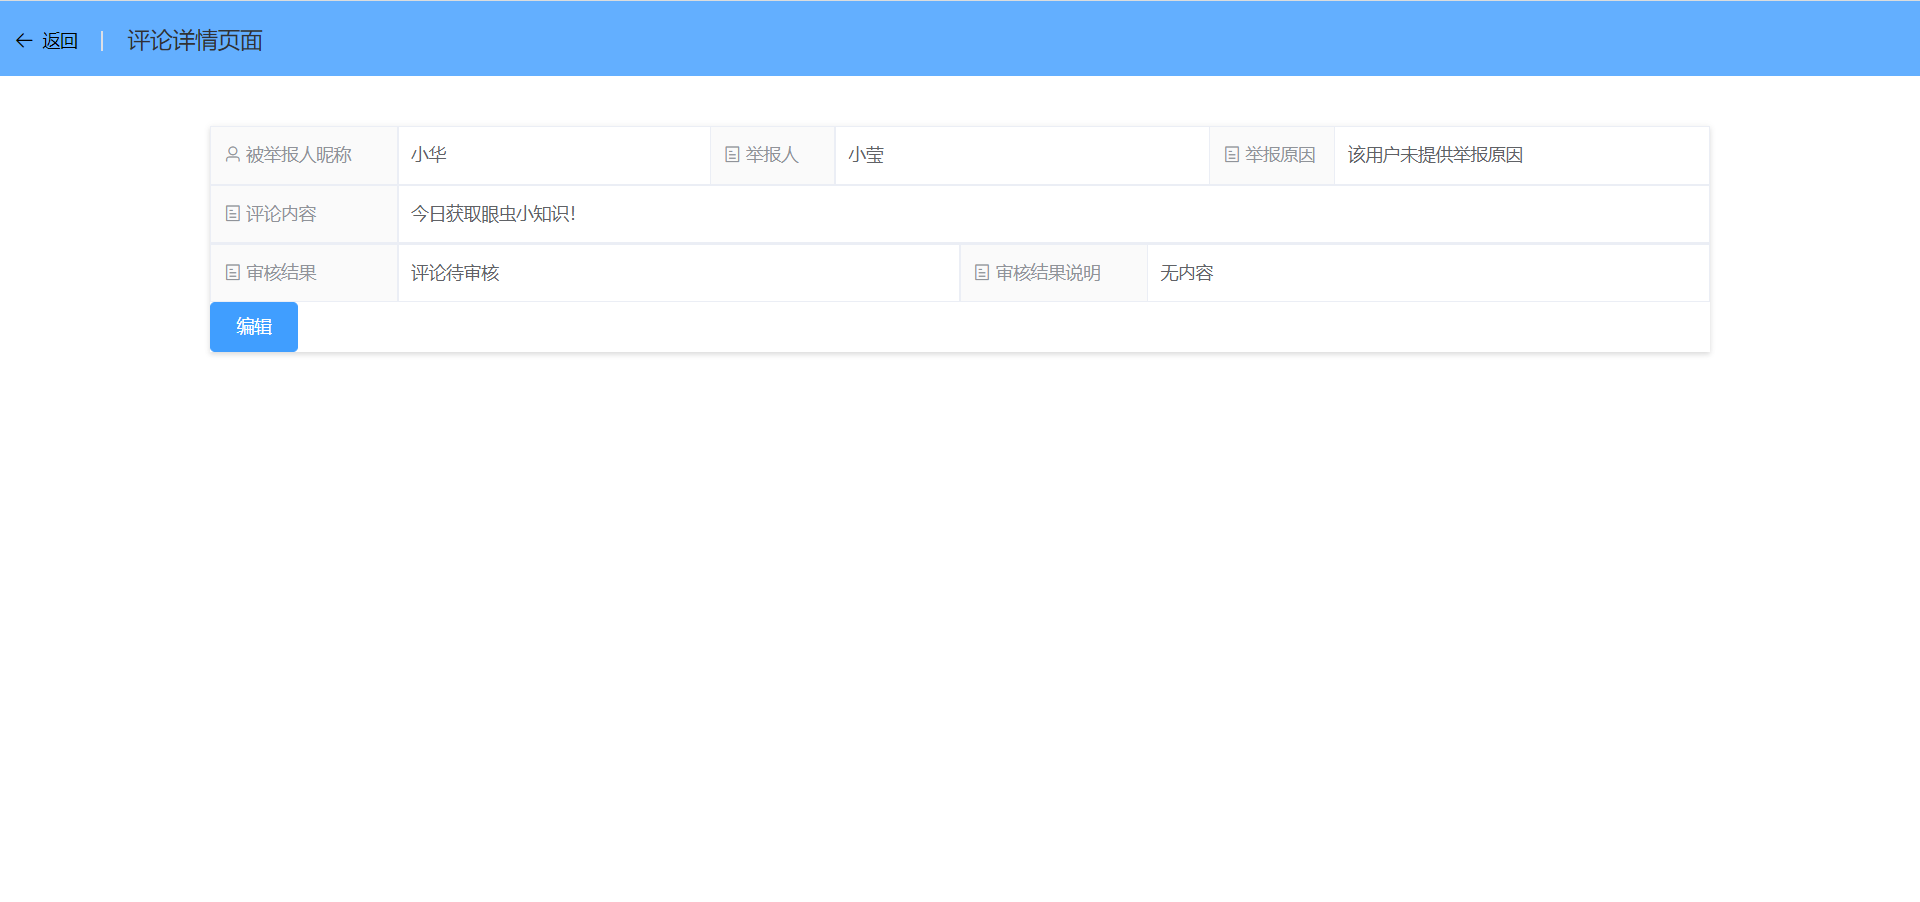 返回 | 评论详情页面
被举报人昵称 小华 举报人 小莹 举报原因 该用户未提供举报原因
评论内容 今日获取眼虫小知识!
审核结果 评论待审核 审核结果说明 无内容
编辑